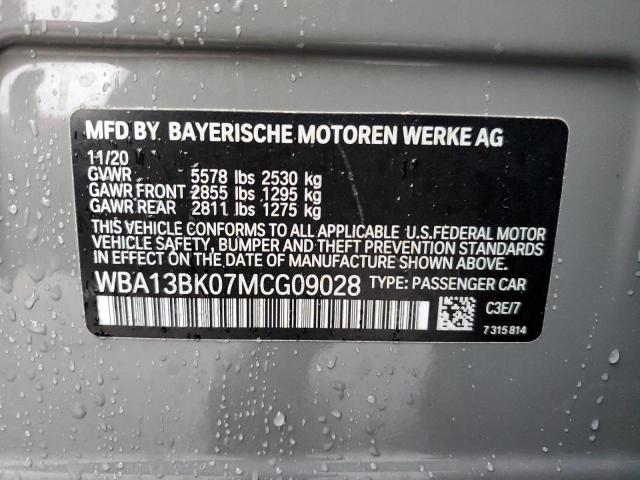 MFD BY BAYERISCHE MOTOREN WERKE AG
11/20
GVWR 5578 lbs 2530 kg
GAWR FRONT 2855 lbs 1295 kg
GAWR REAR 2811 lbs 1275 kg
THIS VEHICLE CONFORMS TO ALL APPLICABLE U.S.FEDERAL MOTOR
VEHICLE SAFETY, BUMPER AND THEFT PREVENTION STANDARDS
IN EFFECT ON THE DATE OF MANUFACTURE SHOWN ABOVE.
WBA13BK07MCG09028 TYPE: PASSENGER CAR
C3E/7
7 315 814